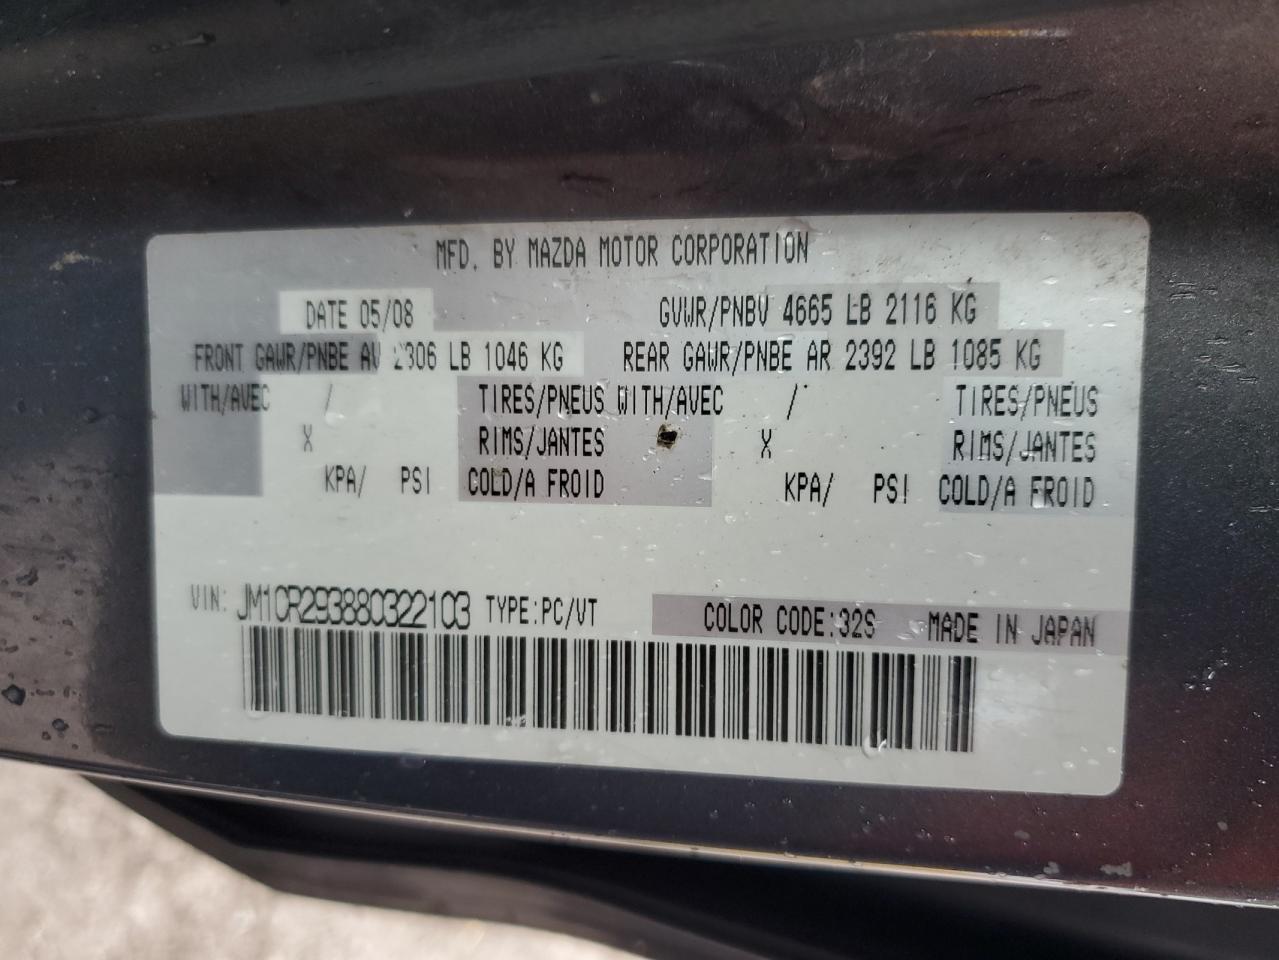 MFD. BY MAZDA MOTOR CORPORATION
DATE 05/08 GVWR/PNBV 4665 LB 2116 KG
FRONT GAWR/PNBE AV 2306 LB 1046 KG REAR GAWR/PNBE AR 2392 LB 1085 KG
WITH/AVEC / TIRES/PNEUS WITH/AVEC / TIRES/PNEUS
X RIMS/JANTES X RIMS/JANTES
KPA/ PSI COLD/A FROID KPA/ PSI COLD/A FROID
VIN: JM1CR293880322103 TYPE:PC/VT COLOR CODE:32S MADE IN JAPAN